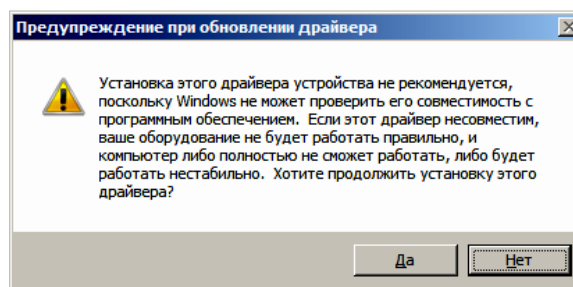 Предупреждение при обновлении драйвера
Установка этого драйвера устройства не рекомендуется,
поскольку Windows не может проверить его совместимость с
программным обеспечением. Если этот драйвер несовместим,
ваше оборудование не будет работать правильно, и
компьютер либо полностью не сможет работать, либо будет
работать нестабильно. Хотите продолжить установку этого
драйвера?
Да
Нет